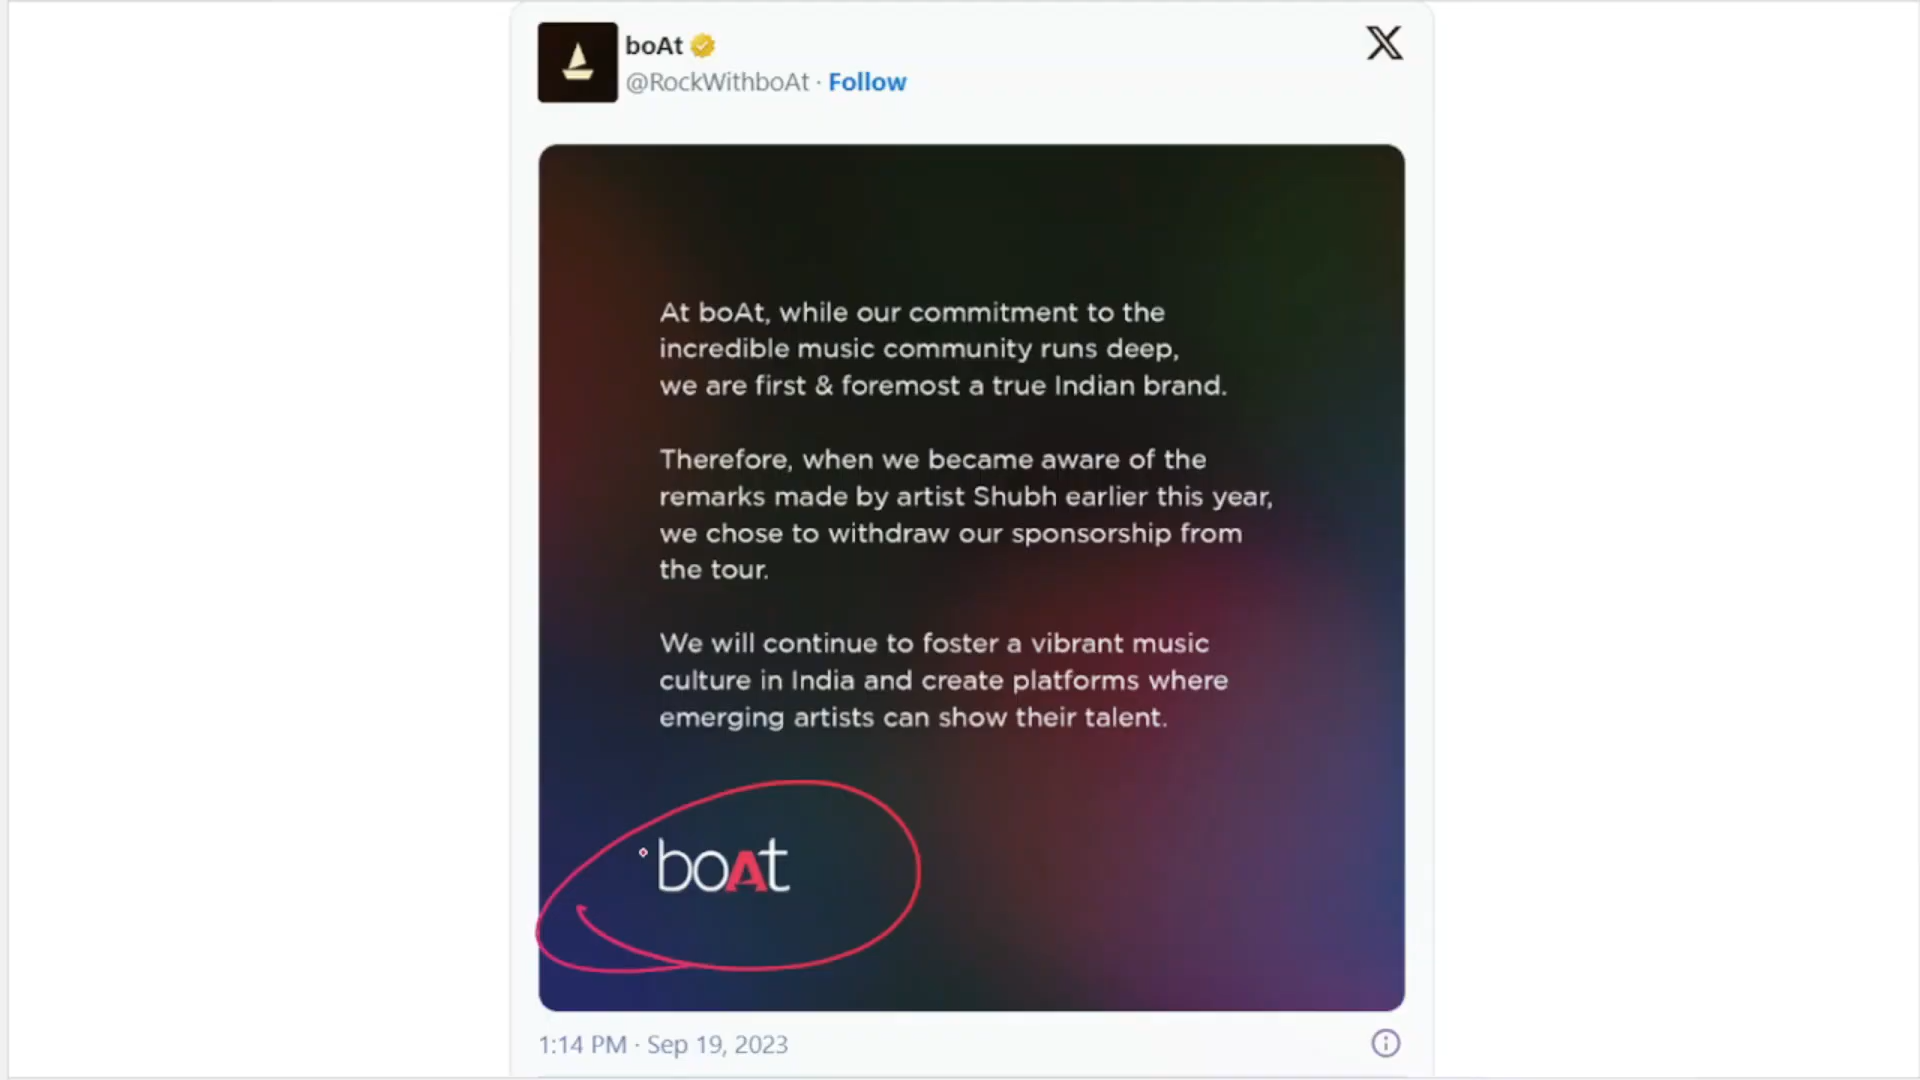 boAt
@RockWithboAt · Follow
At boAt, while our commitment to the
incredible music community runs deep,
we are first & foremost a true Indian brand.
Therefore, when we became aware of the
remarks made by artist Shubh earlier this year,
we chose to withdraw our sponsorship from
the tour.
We will continue to foster a vibrant music
culture in India and create platforms where
emerging artists can show their talent.
boAt
1:14 PM · Sep 19, 2023